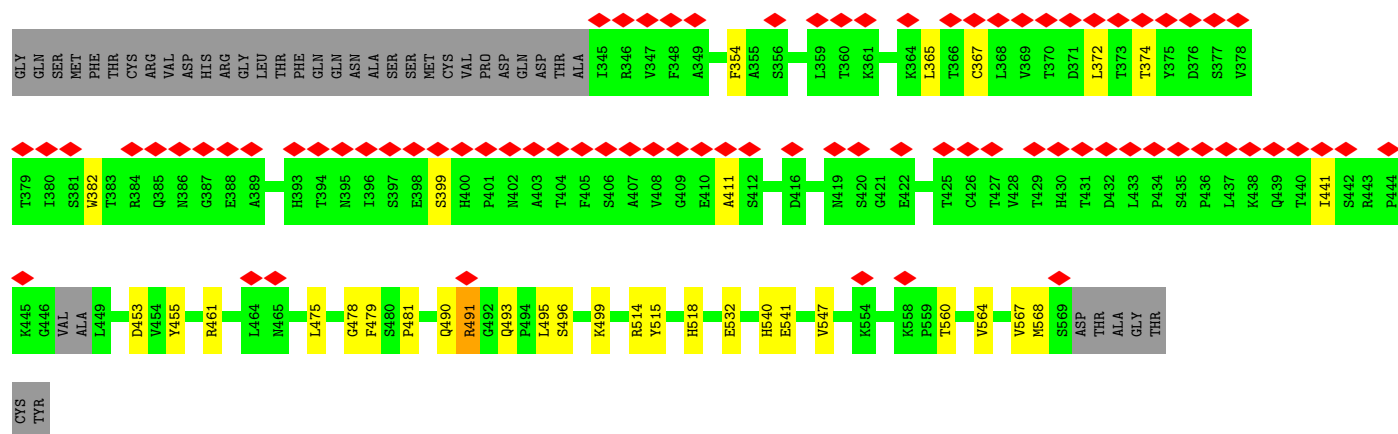 GLY GLN SER MET PHE THR CYS ARG VAL ASP HIS ARG GLY LEU THR PHE GLN GLN ASN ALA SER SER MET CYS VAL PRO ASP GLN ASP THR ALA I345 R346 V347 F348 A349 F354 A355 S356 L359 T360 K361 K364 L365 T366 C367 L368 V369 T370 D371 L372 T373 T374 Y375 D376 S377 V378
T379 I380 S381 W382 T383 R384 Q385 N386 G387 E388 A389 H393 T394 N395 I396 S397 E398 S399 H400 P401 N402 A403 T404 F405 S406 A407 V408 G409 E410 A411 S412 D416 N419 S420 G421 E422 T425 C426 T427 V428 T429 H430 T431 D432 L433 P434 S435 P436 L437 K438 Q439 T440 I441 S442 R443 P444
K445 G446 VAL ALA L449 D453 V454 Y455 R461 L464 N465 L475 G478 F479 S480 P481 Q490 R491 G492 Q493 P494 L495 S496 K499 R514 Y515 H518 E532 H540 E541 V547 K554 K558 P559 T560 V564 V567 M568 S569 ASP THR ALA GLY THR
CYS TYR